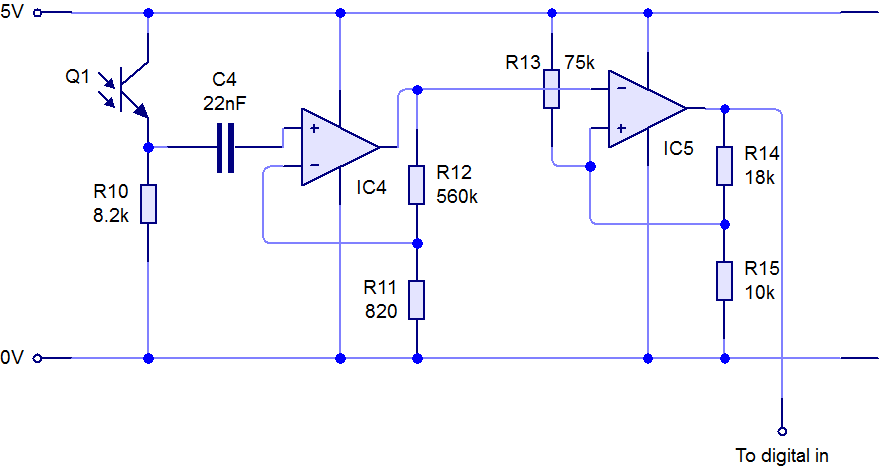 5V
Q1
C4
22nF
R13 75k
+
−
IC4
−
+
IC5
R10
8.2k
R12
560k
R14
18k
R11
820
R15
10k
0V
To digital in